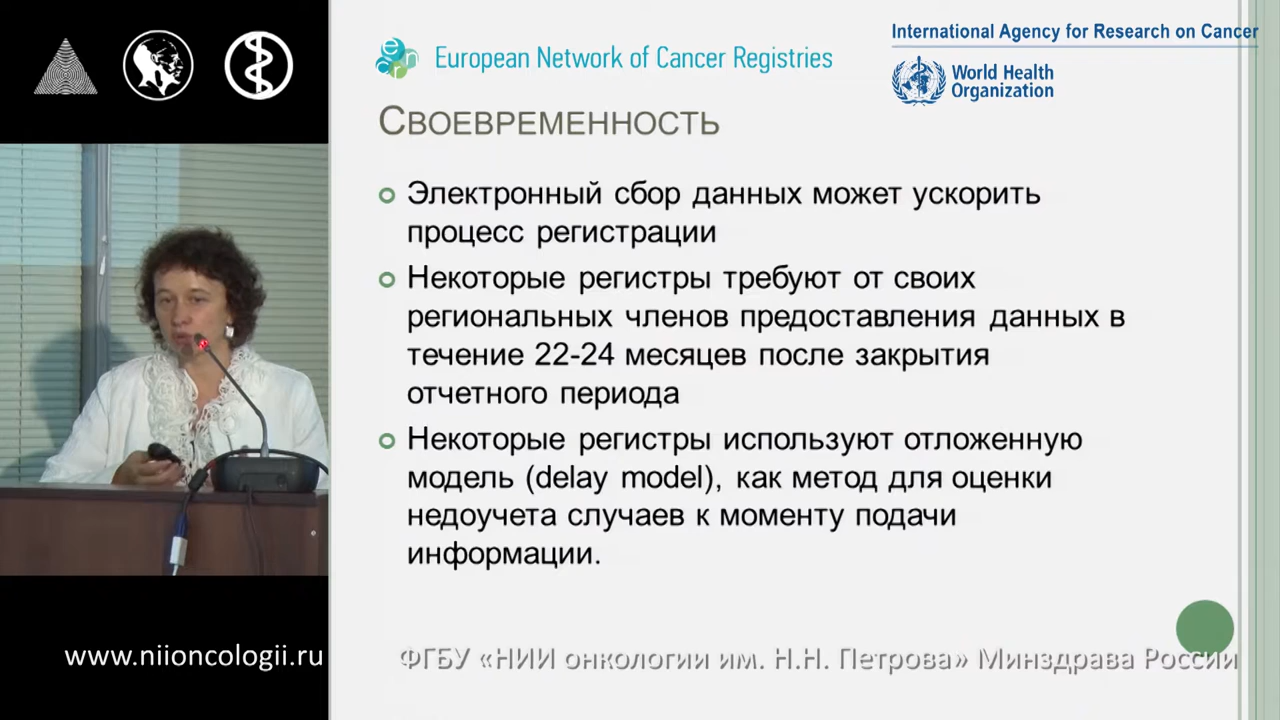 European Network of Cancer Registries
International Agency for Research on Cancer
World Health
Organization
Своевременность
Электронный сбор данных может ускорить
процесс регистрации
Некоторые регистры требуют от своих
региональных членов предоставления данных в
течение 22-24 месяцев после закрытия
отчетного периода
Некоторые регистры используют отложенную
модель (delay model), как метод для оценки
недоучета случаев к моменту подачи
информации.
www.niioncologii.ru
ФГБУ «НИИ онкологии им. Н.Н. Петрова» Минздрава России